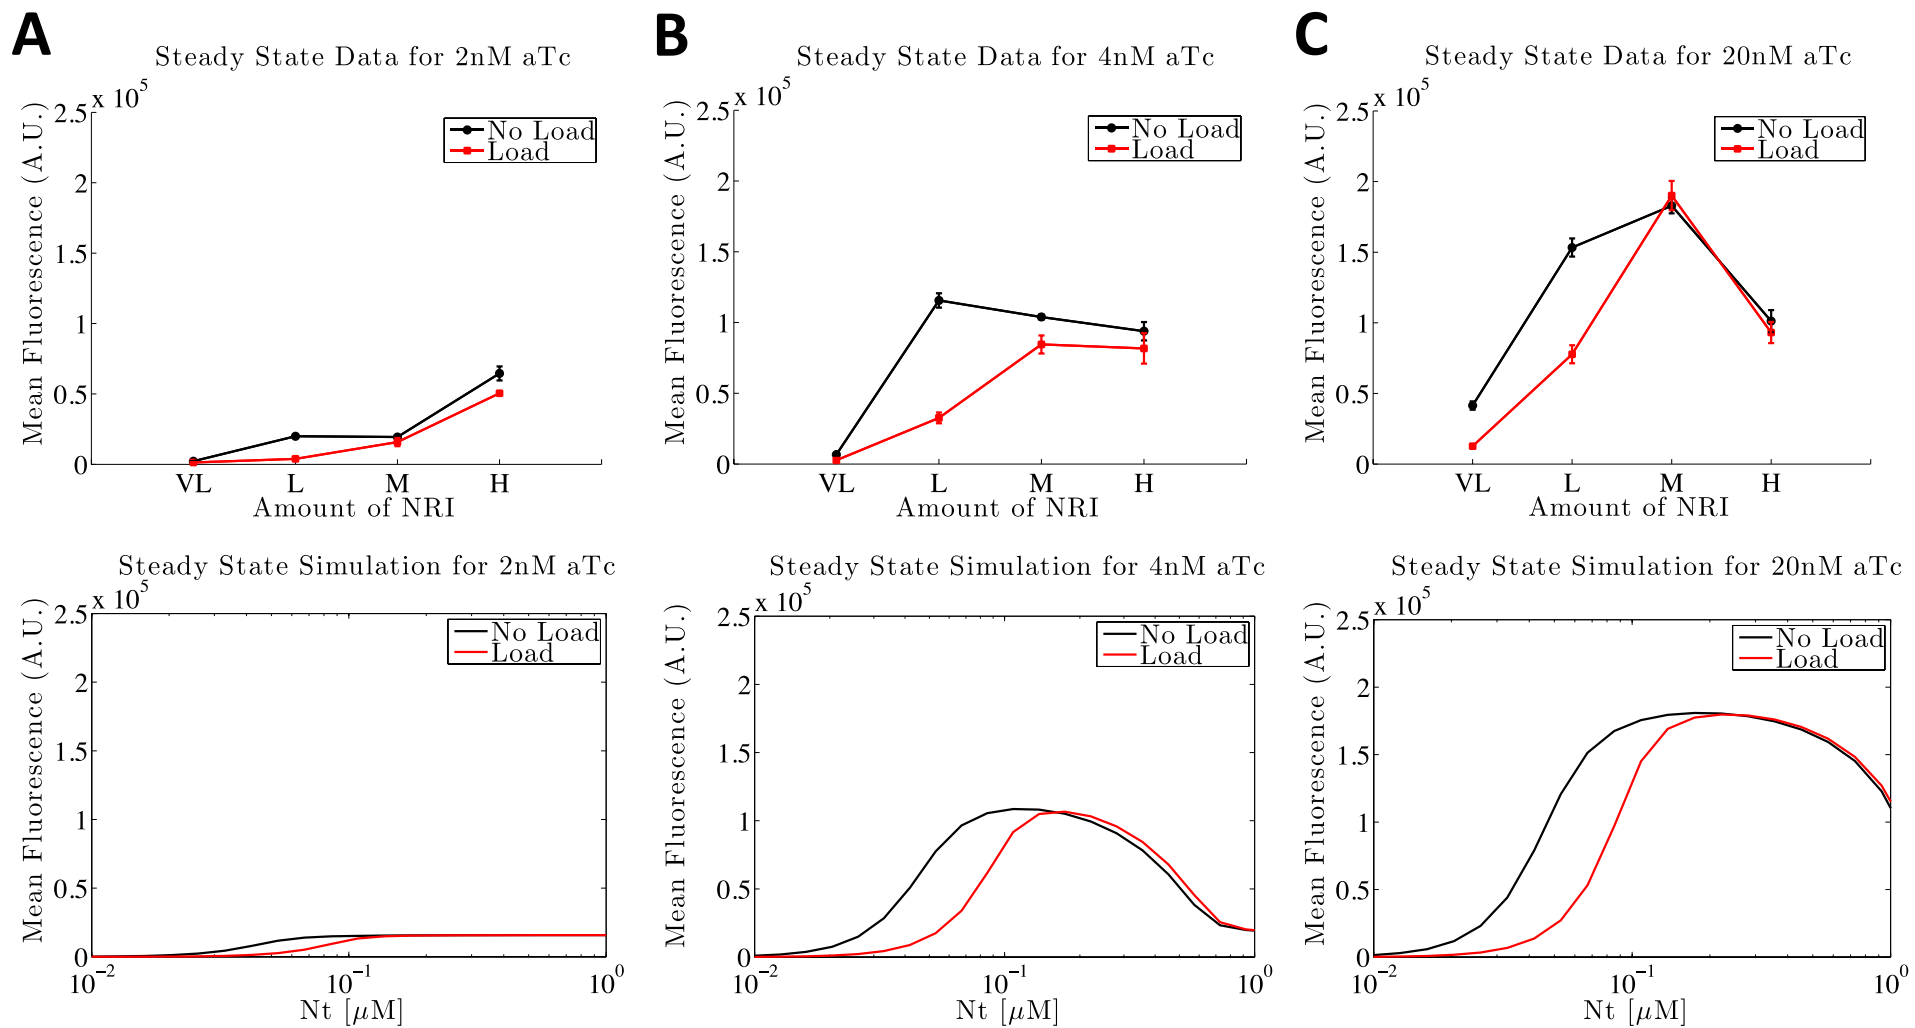 A
Steady State Data for 2nM aTc
x 10^5
Mean Fluorescence (A.U.)
2.5
2
1.5
1
0.5
0
No Load
Load
VL L M H
Amount of NRI
B
Steady State Data for 4nM aTc
x 10^5
Mean Fluorescence (A.U.)
2.5
2
1.5
1
0.5
0
No Load
Load
VL L M H
Amount of NRI
C
Steady State Data for 20nM aTc
x 10^5
Mean Fluorescence (A.U.)
2.5
2
1.5
1
0.5
0
No Load
Load
VL L M H
Amount of NRI
Steady State Simulation for 2nM aTc
x 10^5
Mean Fluorescence (A.U.)
2.5
2
1.5
1
0.5
0
No Load
Load
10^-2 10^-1 10^0
Nt [μM]
Steady State Simulation for 4nM aTc
x 10^5
Mean Fluorescence (A.U.)
2.5
2
1.5
1
0.5
0
No Load
Load
10^-2 10^-1 10^0
Nt [μM]
Steady State Simulation for 20nM aTc
x 10^5
Mean Fluorescence (A.U.)
2.5
2
1.5
1
0.5
0
No Load
Load
10^-2 10^-1 10^0
Nt [μM]